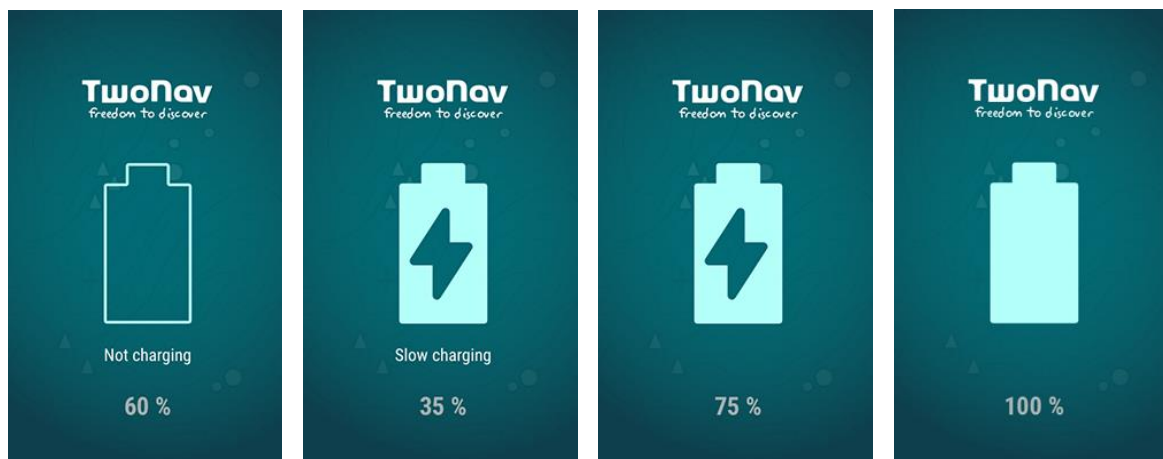 TwoNav
freedom to discover
Not charging
60 %
TwoNav
freedom to discover
Slow charging
35 %
TwoNav
freedom to discover
75 %
TwoNav
freedom to discover
100 %